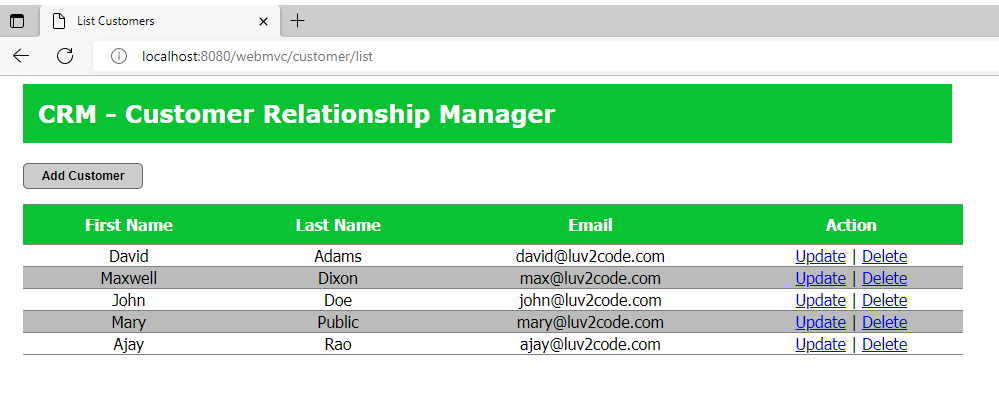 List Customers
localhost:8080/webmvc/customer/list
CRM - Customer Relationship Manager
Add Customer
First Name Last Name Email Action
David Adams david@luv2code.com Update | Delete
Maxwell Dixon max@luv2code.com Update | Delete
John Doe john@luv2code.com Update | Delete
Mary Public mary@luv2code.com Update | Delete
Ajay Rao ajay@luv2code.com Update | Delete